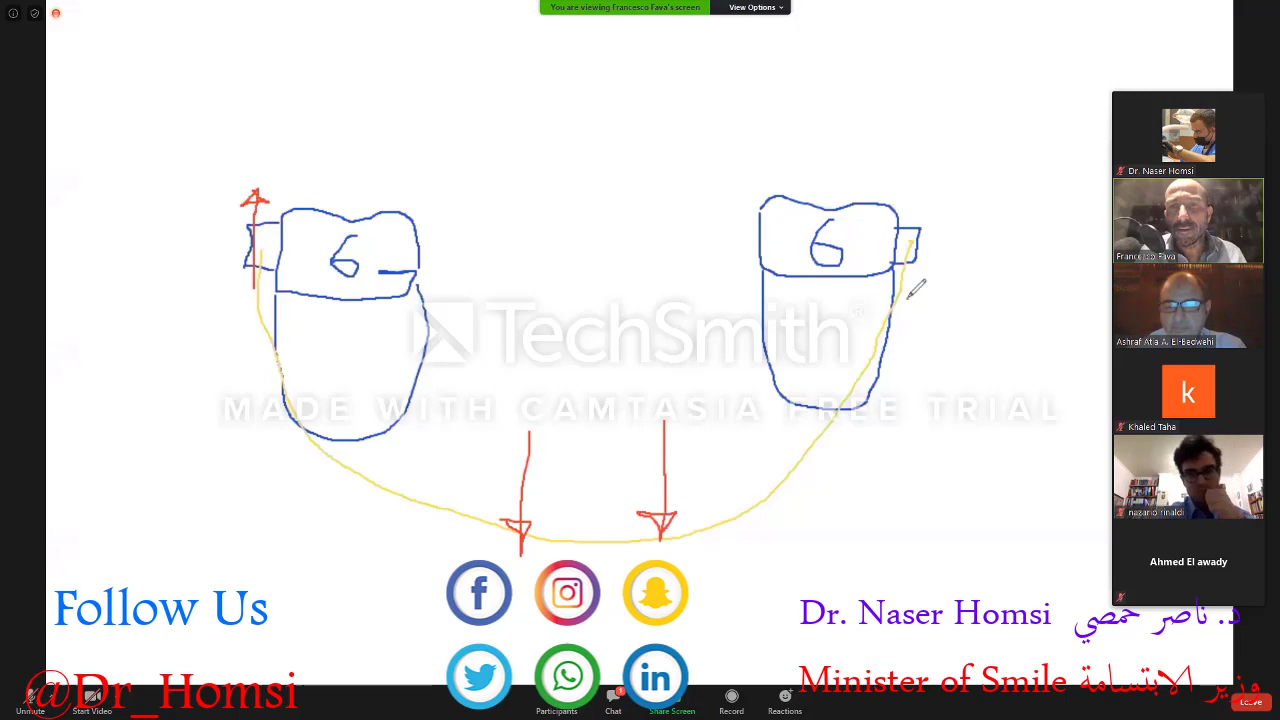 You are viewing Francesco Fava's screen
View Options
Dr. Naser Homsi
Francesco Fava
Ashraf Atia A. El-Bedwehi
k
Khaled Taha
nazario rinaldi
Ahmed El awady
6
6
TechSmith
MADE WITH CAMTASIA FREE TRIAL
Follow Us
Dr. Naser Homsi د. ناصر حمصي
@Dr_Homsi
Minister of Smile وزير الابتسامة
Unmute
Start Video
Participants
Chat
1
Share Screen
Record
Reactions
Leave